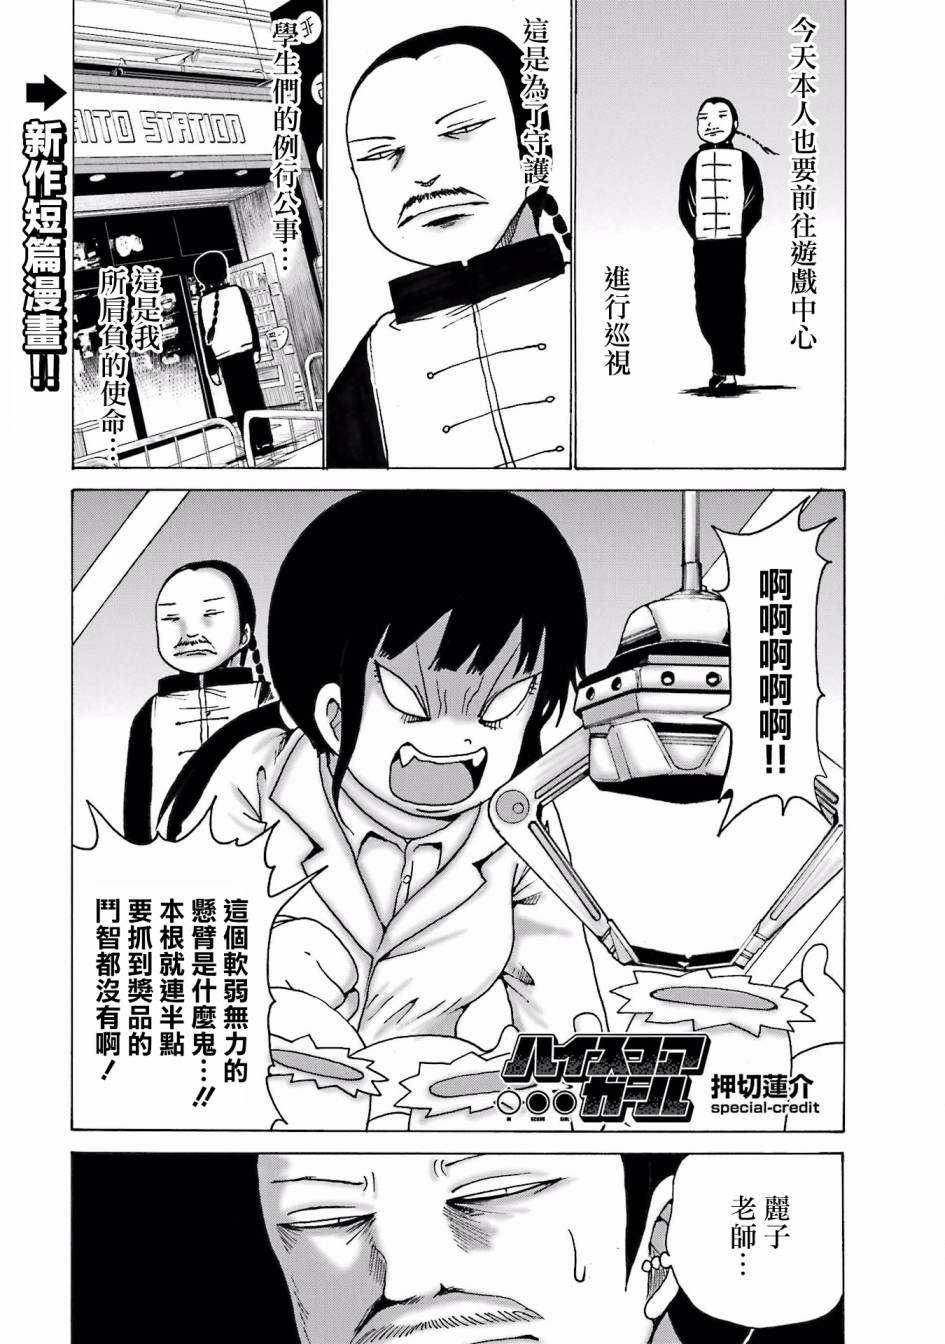 今天本人也要前往遊戲中心
進行巡視
這是為了守護
學生們的例行公事…
這是我
所肩負的使命…
AITO STATION
➡新作短篇漫畫!!
啊啊啊啊啊!!
這個軟弱無力的
懸臂是什麼鬼…!!
本根就連半點
要抓到獎品的
鬥智都沒有啊!
ハイスコア
ガール
HI SCORE GIRL
押切蓮介
special-credit
麗子
老師…